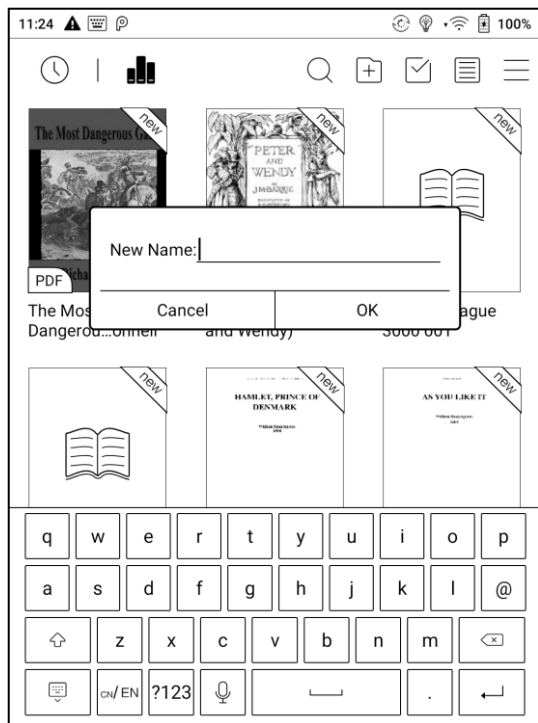 11:24
100%
new
new
new
The Most Dangerous
PETER
AND
WENDY
BY
J.M.BARRIE
New Name:
Cancel
OK
PDF
The Mos
Dangerou...onnell
and Wendy)
ague
3000 001
new
new
new
HAMLET, PRINCE OF
DENMARK
AS YOU LIKE IT
q w e r t y u i o p
a s d f g h j k l @
z x c v b n m
CN/EN ?123 .